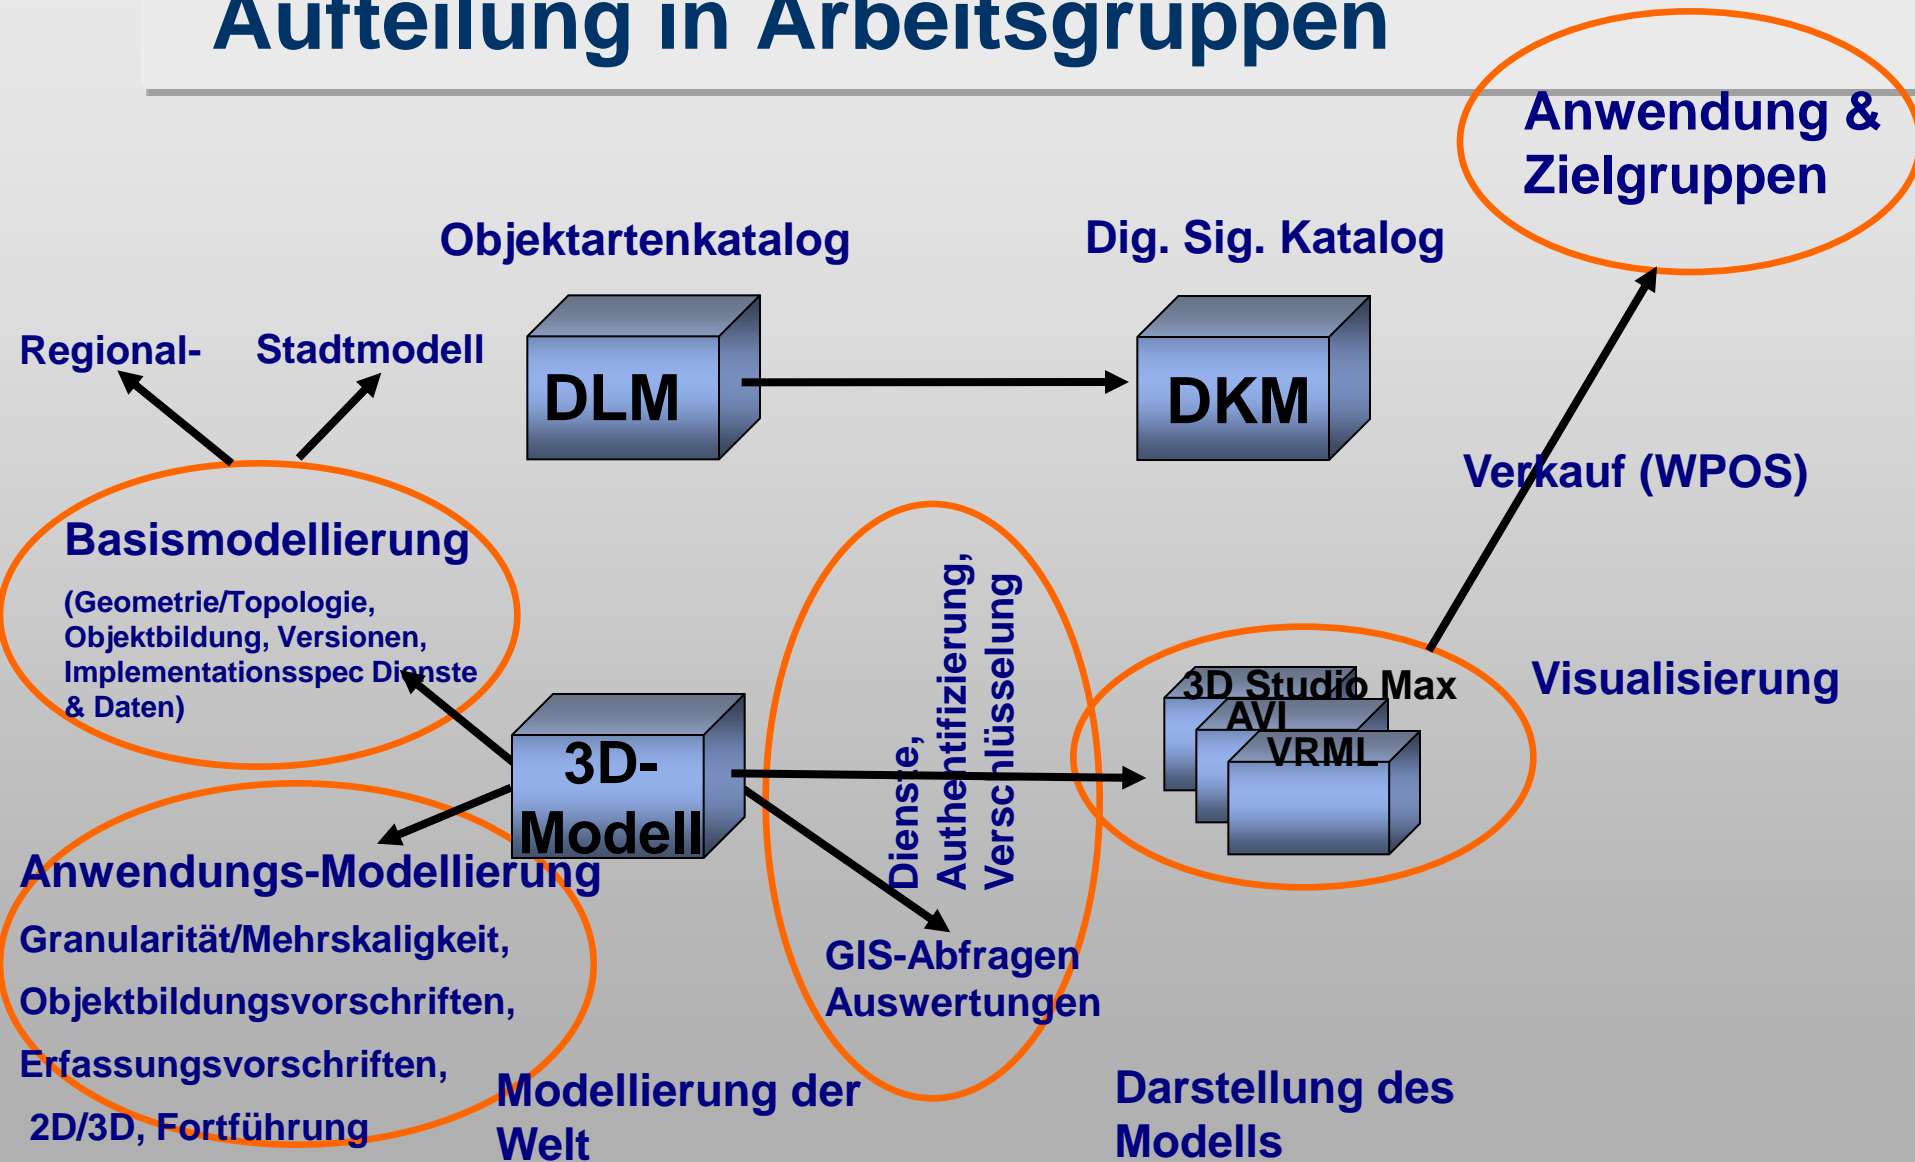 Aufteilung in Arbeitsgruppen
Anwendung &
Zielgruppen
Objektartenkatalog
Dig. Sig. Katalog
Regional-
Stadtmodell
DLM
DKM
Verkauf (WPOS)
Basismodellierung
(Geometrie/Topologie,
Objektbildung, Versionen,
Implementationsspec Dienste
& Daten)
Dienste,
Authentifizierung,
Verschlüsselung
3D Studio Max
AVI
VRML
Visualisierung
3D-
Modell
Anwendungs-Modellierung
Granularität/Mehrskaligkeit,
Objektbildungsvorschriften,
Erfassungsvorschriften,
2D/3D, Fortführung
GIS-Abfragen
Auswertungen
Modellierung der
Welt
Darstellung des
Modells